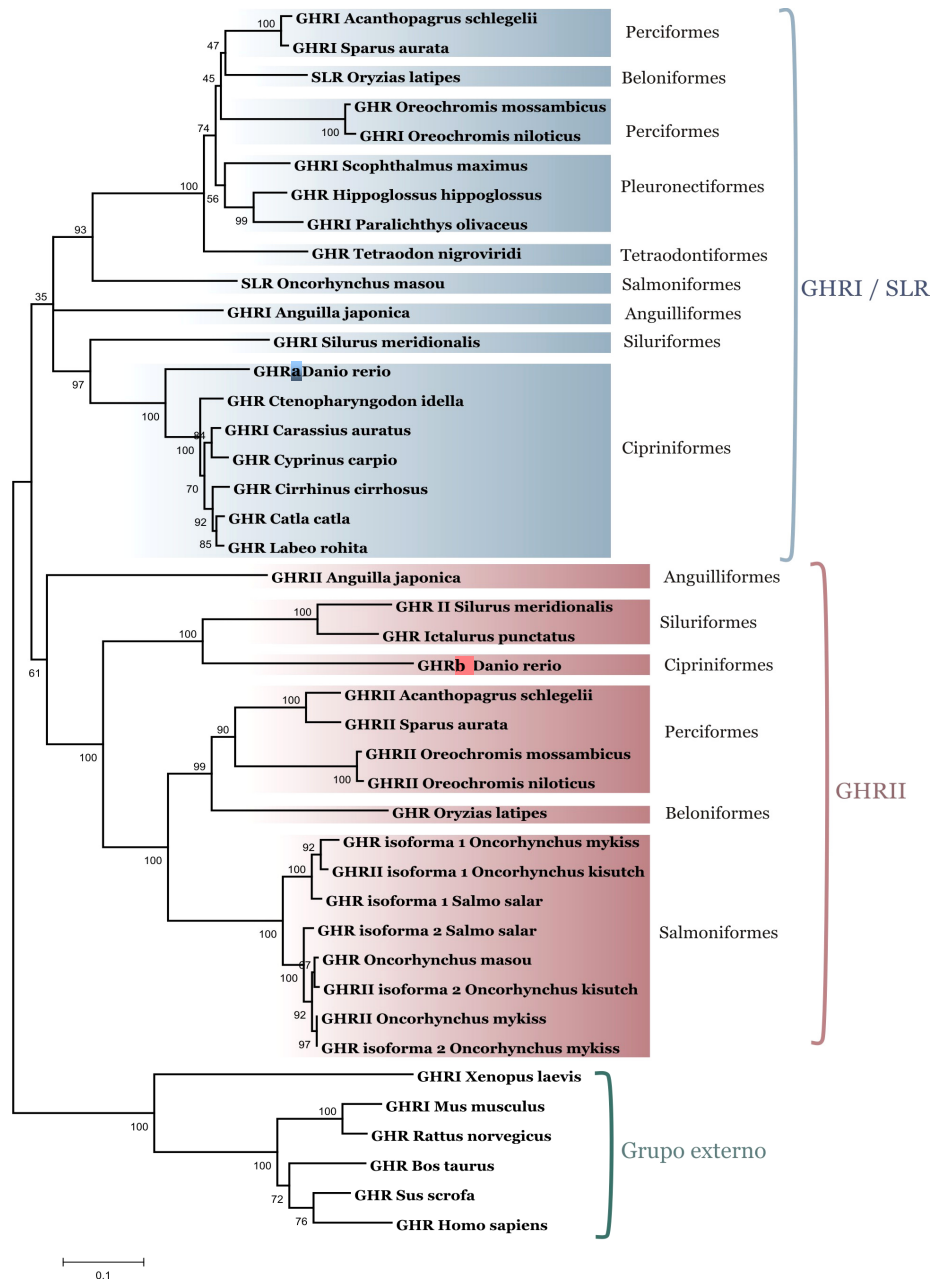 100
GHRI Acanthopagrus schlegelii
GHRI Sparus aurata
Perciformes
47
SLR Oryzias latipes
Beloniformes
45
GHR Oreochromis mossambicus
100
GHRI Oreochromis niloticus
Perciformes
74
GHRI Scophthalmus maximus
GHR Hippoglossus hippoglossus
Pleuronectiformes
100
56
99
GHRI Paralichthys olivaceus
GHR Tetraodon nigroviridi
Tetraodontiformes
93
SLR Oncorhynchus masou
Salmoniformes
GHRI / SLR
35
GHRI Anguilla japonica
Anguilliformes
GHRI Silurus meridionalis
Siluriformes
97
GHRa Danio rerio
100
GHR Ctenopharyngodon idella
84
GHRI Carassius auratus
100
Cipriniformes
GHR Cyprinus carpio
70
GHR Cirrhinus cirrhosus
92
GHR Catla catla
85
GHR Labeo rohita
GHRII Anguilla japonica
Anguilliformes
100
GHR II Silurus meridionalis
Siluriformes
100
GHR Ictalurus punctatus
61
GHRb Danio rerio
Cipriniformes
100
GHRII Acanthopagrus schlegelii
90
GHRII Sparus aurata
Perciformes
100
99
GHRII Oreochromis mossambicus
100
GHRII Oreochromis niloticus
GHRII
GHR Oryzias latipes
Beloniformes
100
92
GHR isoforma 1 Oncorhynchus mykiss
100
GHRII isoforma 1 Oncorhynchus kisutch
GHR isoforma 1 Salmo salar
100
GHR isoforma 2 Salmo salar
Salmoniformes
67
GHR Oncorhynchus masou
100
GHRII isoforma 2 Oncorhynchus kisutch
92
GHRII Oncorhynchus mykiss
97
GHR isoforma 2 Oncorhynchus mykiss
GHRI Xenopus laevis
100
100
GHRI Mus musculus
GHR Rattus norvegicus
100
Grupo externo
GHR Bos taurus
72
GHR Sus scrofa
76
GHR Homo sapiens
0.1